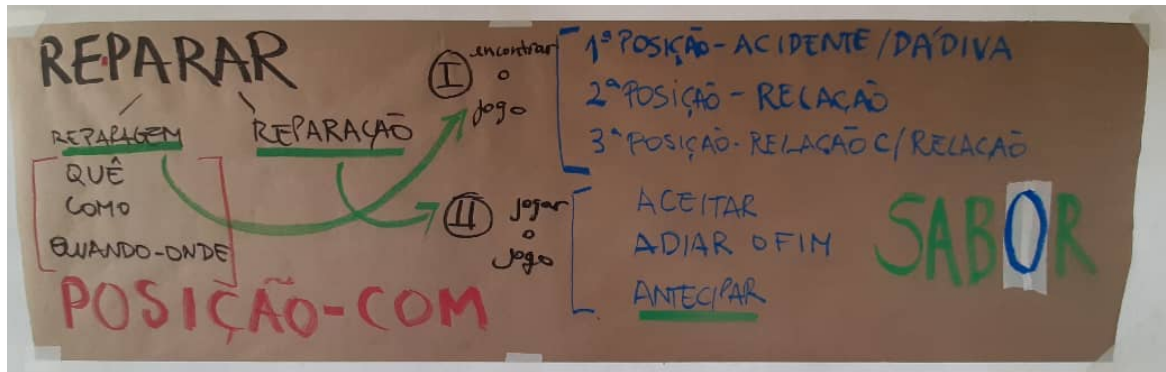 REPARAR
REPARAGEM
REPARAÇÃO
QUÊ
COMO
QUANDO-ONDE
POSIÇÃO-COM
I
encontrar
o
jogo
1ª POSIÇÃO - ACIDENTE / DÁDIVA
2ª POSIÇÃO - RELAÇÃO
3ª POSIÇÃO - RELAÇÃO C/ RELAÇÃO
II
jogar
o
jogo
ACEITAR
ADIAR O FIM
ANTECIPAR
SABOR